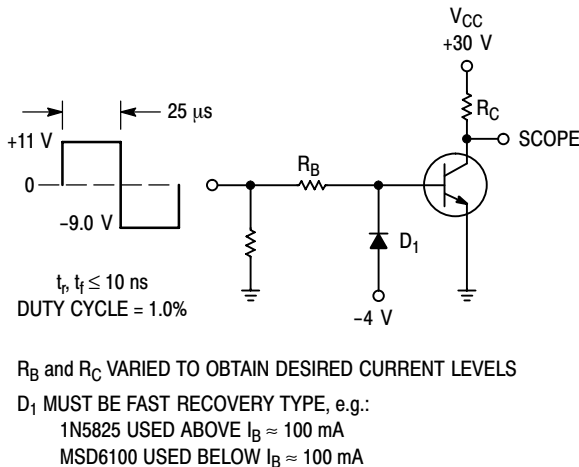 V_CC
+30 V
25 μs
R_C
+11 V
SCOPE
R_B
0
–9.0 V
D_1
t_r, t_f ≤ 10 ns
DUTY CYCLE = 1.0%
–4 V
R_B and R_C VARIED TO OBTAIN DESIRED CURRENT LEVELS
D_1 MUST BE FAST RECOVERY TYPE, e.g.:
1N5825 USED ABOVE I_B ≈ 100 mA
MSD6100 USED BELOW I_B ≈ 100 mA